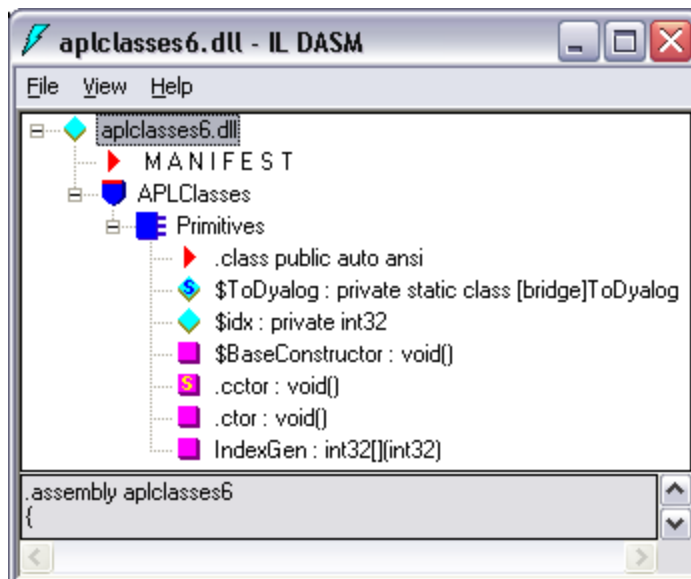 aplclasses6.dll - IL DASM
File View Help
aplclasses6.dll
M A N I F E S T
APLClasses
Primitives
.class public auto ansi
$ToDyalog : private static class [bridge]ToDyalog
$idx : private int32
$BaseConstructor : void()
.cctor : void()
.ctor : void()
IndexGen : int32[](int32)
.assembly aplclasses6
{